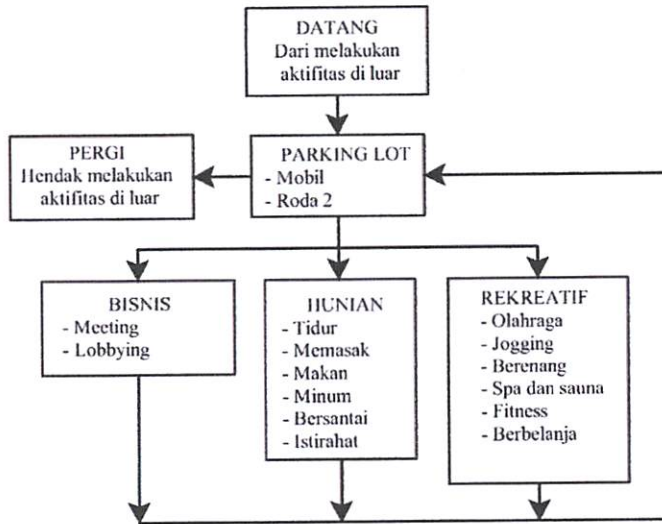 DATANG
Dari melakukan
aktifitas di luar
PERGI
Hendak melakukan
aktifitas di luar
PARKING LOT
- Mobil
- Roda 2
BISNIS
- Meeting
- Lobbying
HUNIAN
- Tidur
- Memasak
- Makan
- Minum
- Bersantai
- Istirahat
REKREATIF
- Olahraga
- Jogging
- Berenang
- Spa dan sauna
- Fitness
- Berbelanja